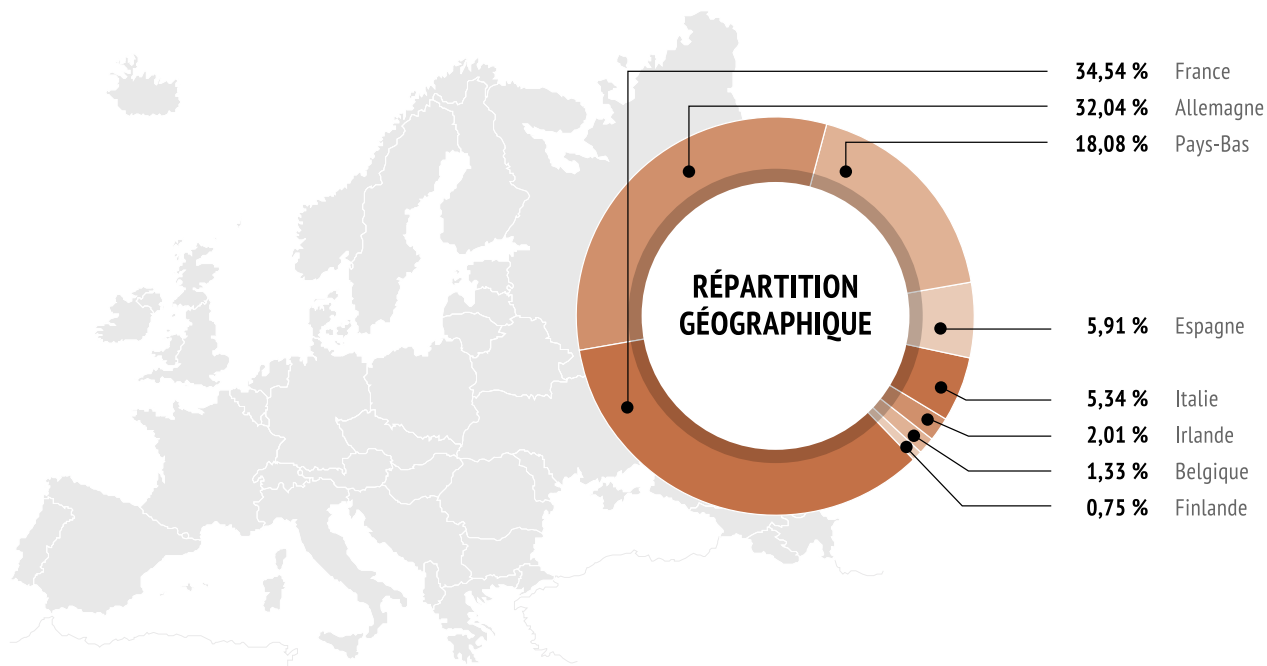 34,54 % France
32,04 % Allemagne
18,08 % Pays-Bas
RÉPARTITION
GÉOGRAPHIQUE
5,91 % Espagne
5,34 % Italie
2,01 % Irlande
1,33 % Belgique
0,75 % Finlande